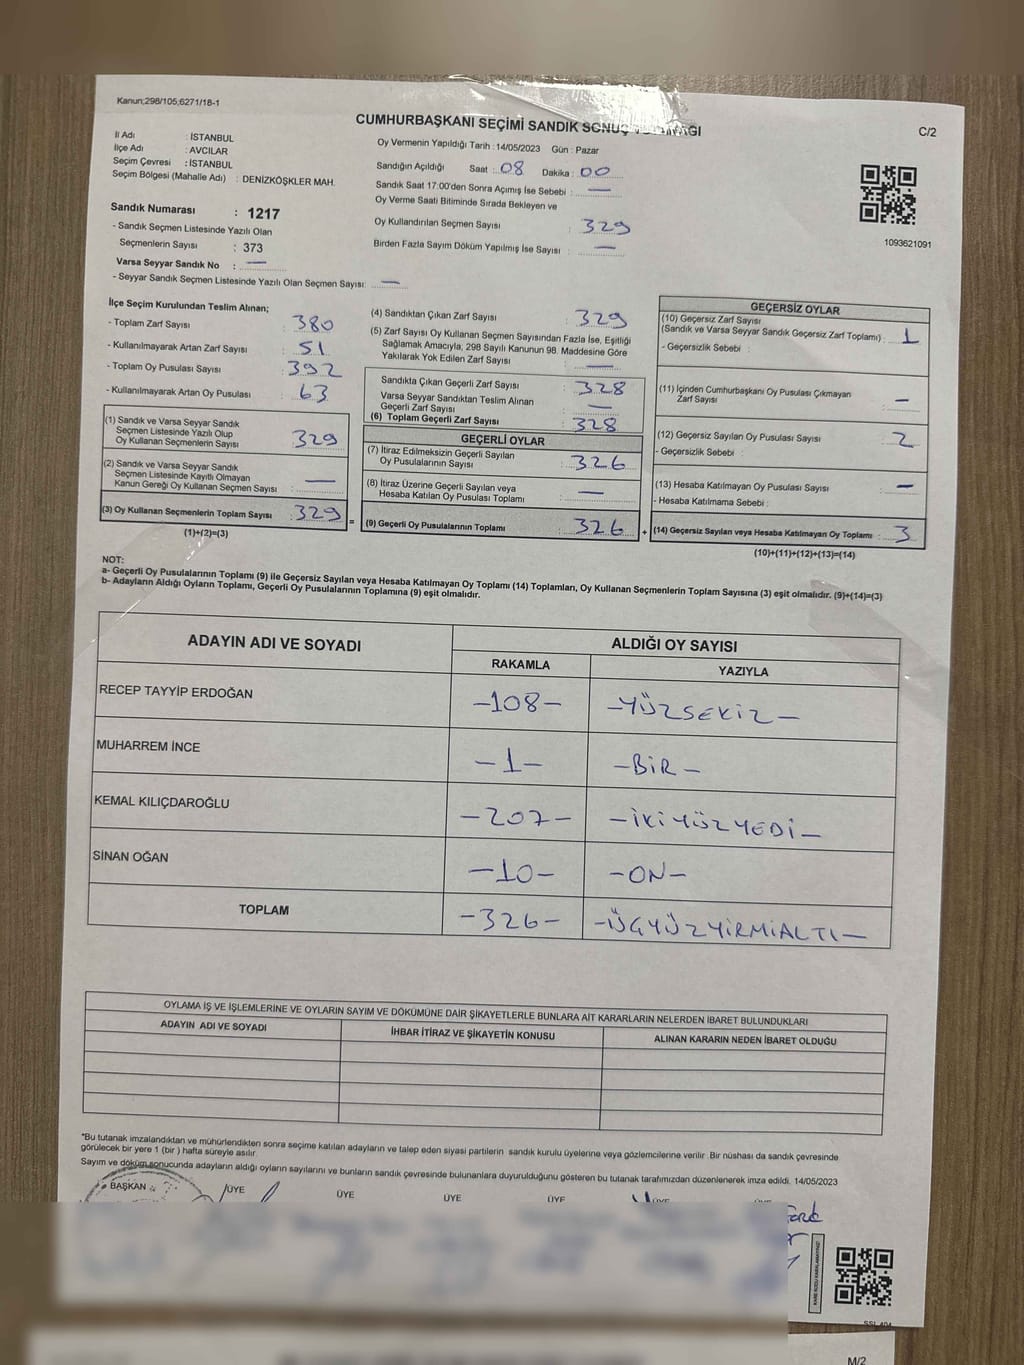 Kanun;298/105;6271/18-1
CUMHURBAŞKANI SEÇİMİ SANDIK SONUÇ
C/2
İl Adı : İSTANBUL
İlçe Adı : AVCILAR
Seçim Çevresi : İSTANBUL
Seçim Bölgesi (Mahalle Adı) : DENİZKÖŞKLER MAH.
Sandık Numarası : 1217
- Sandık Seçmen Listesinde Yazılı Olan
Seçmenlerin Sayısı : 373
Varsa Seyyar Sandık No : —
- Seyyar Sandık Seçmen Listesinde Yazılı Olan Seçmen Sayısı: —
Oy Vermenin Yapıldığı Tarih : 14/05/2023 Gün : Pazar
Sandığın Açıldığı Saat : 08 Dakika : 00
Sandık Saat 17:00'den Sonra Açımış İse Sebebi : —
Oy Verme Saati Bitiminde Sırada Bekleyen ve
Oy Kullandırılan Seçmen Sayısı : 329
Birden Fazla Sayım Döküm Yapılmış İse Sayısı : —
1093621091
İlçe Seçim Kurulundan Teslim Alınan;
- Toplam Zarf Sayısı : 380
- Kullanılmayarak Artan Zarf Sayısı : 51
- Toplam Oy Pusulası Sayısı : 392
- Kullanılmayarak Artan Oy Pusulası : 63
(1) Sandık ve Varsa Seyyar Sandık
Seçmen Listesinde Yazılı Olup
Oy Kullanan Seçmenlerin Sayısı : 329
(2) Sandık ve Varsa Seyyar Sandık
Seçmen Listesinde Kayıtlı Olmayan
Kanun Gereği Oy Kullanan Seçmen Sayısı : —
(3) Oy Kullanan Seçmenlerin Toplam Sayısı : 329
(1)+(2)=(3)
=
(4) Sandıktan Çıkan Zarf Sayısı : 329
(5) Zarf Sayısı Oy Kullanan Seçmen Sayısından Fazla İse, Eşitliği
Sağlamak Amacıyla, 298 Sayılı Kanunun 98. Maddesine Göre
Yakılarak Yok Edilen Zarf Sayısı : —
Sandıkta Çıkan Geçerli Zarf Sayısı : 328
Varsa Seyyar Sandıktan Teslim Alınan
Geçerli Zarf Sayısı : —
(6) Toplam Geçerli Zarf Sayısı : 328
GEÇERLİ OYLAR
(7) İtiraz Edilmeksizin Geçerli Sayılan
Oy Pusulalarının Sayısı : 326
(8) İtiraz Üzerine Geçerli Sayılan veya
Hesaba Katılan Oy Pusulası Toplamı : —
(9) Geçerli Oy Pusulalarının Toplamı : 326
+
GEÇERSİZ OYLAR
(10) Geçersiz Zarf Sayısı
(Sandık ve Varsa Seyyar Sandık Geçersiz Zarf Toplamı) : 1
- Geçersizlik Sebebi :
(11) İçinden Cumhurbaşkanı Oy Pusulası Çıkmayan
Zarf Sayısı : —
(12) Geçersiz Sayılan Oy Pusulası Sayısı : 2
- Geçersizlik Sebebi :
(13) Hesaba Katılmayan Oy Pusulası Sayısı : —
- Hesaba Katılmama Sebebi :
(14) Geçersiz Sayılan veya Hesaba Katılmayan Oy Toplamı : 3
(10)+(11)+(12)+(13)=(14)
NOT:
a- Geçerli Oy Pusulalarının Toplamı (9) ile Geçersiz Sayılan veya Hesaba Katılmayan Oy Toplamı (14) Toplamları, Oy Kullanan Seçmenlerin Toplam Sayısına (3) eşit olmalıdır. (9)+(14)=(3)
b- Adayların Aldığı Oyların Toplamı, Geçerli Oy Pusulalarının Toplamına (9) eşit olmalıdır.
ADAYIN ADI VE SOYADI
ALDIĞI OY SAYISI
RAKAMLA YAZIYLA
RECEP TAYYİP ERDOĞAN -108- -YÜZSEKİZ-
MUHARREM İNCE -1- -BİR-
KEMAL KILIÇDAROĞLU -207- -İKİYÜZYEDİ-
SİNAN OĞAN -10- -ON-
TOPLAM -326- -ÜÇYÜZYİRMİALTI-
OYLAMA İŞ VE İŞLEMLERİNE VE OYLARIN SAYIM VE DÖKÜMÜNE DAİR ŞİKAYETLERLE BUNLARA AİT KARARLARIN NELERDEN İBARET BULUNDUKLARI
ADAYIN ADI VE SOYADI İHBAR İTİRAZ VE ŞİKAYETİN KONUSU ALINAN KARARIN NEDEN İBARET OLDUĞU
*Bu tutanak imzalandıktan ve mühürlendikten sonra seçime katılan adayların ve talep eden siyasi partilerin sandık kurulu üyelerine veya gözlemcilerine verilir. Bir nüshası da sandık çevresinde
görülecek bir yere 1 (bir ) hafta süreyle asılır.
Sayım ve döküm sonucunda adayların aldığı oyların sayılarını ve bunların sandık çevresinde bulunanlara duyurulduğunu gösteren bu tutanak tarafımızdan düzenlenerek imza edildi. 14/05/2023
BAŞKAN ÜYE ÜYE ÜYE ÜYE ÜYE ÜYE
M/2